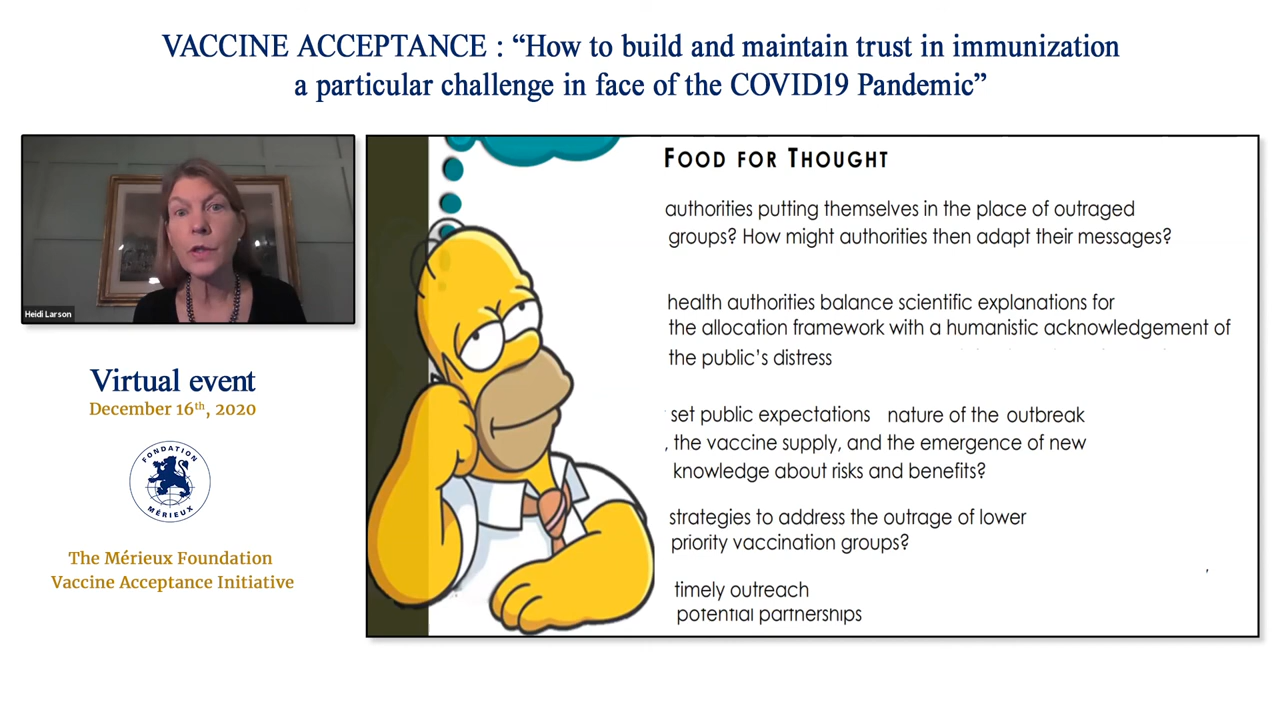 VACCINE ACCEPTANCE : “How to build and maintain trust in immunization
a particular challenge in face of the COVID19 Pandemic”
Heidi Larson
Virtual event
December 16th, 2020
FONDATION
MÉRIEUX
The Mérieux Foundation
Vaccine Acceptance Initiative
FOOD FOR THOUGHT
authorities putting themselves in the place of outraged
groups? How might authorities then adapt their messages?
health authorities balance scientific explanations for
the allocation framework with a humanistic acknowledgement of
the public’s distress
set public expectations nature of the outbreak
, the vaccine supply, and the emergence of new
knowledge about risks and benefits?
strategies to address the outrage of lower
priority vaccination groups?
timely outreach
potential partnerships